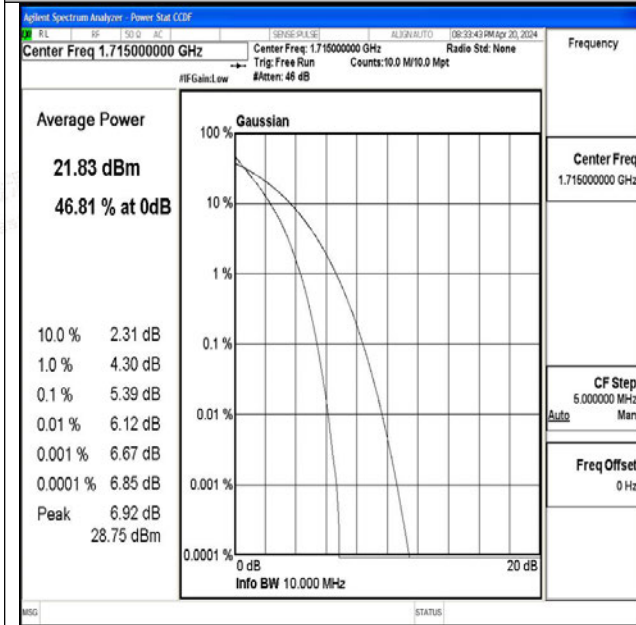 Agilent Spectrum Analyzer - Power Stat CCDF
RL RF 50 Ω AC SENSE:PULSE ALIGN AUTO 08:33:43 PM Apr 20, 2024
Center Freq 1.715000000 GHz
Center Freq: 1.715000000 GHz Radio Std: None
Trig: Free Run Counts:10.0 M/10.0 Mpt
#IFGain:Low #Atten: 46 dB
Frequency
Average Power
21.83 dBm
46.81 % at 0dB
10.0 % 2.31 dB
1.0 % 4.30 dB
0.1 % 5.39 dB
0.01 % 6.12 dB
0.001 % 6.67 dB
0.0001 % 6.85 dB
Peak 6.92 dB
28.75 dBm
Gaussian
100 %
10 %
1 %
0.1 %
0.01 %
0.001 %
0.0001 %
0 dB 20 dB
Info BW 10.000 MHz
Center Freq
1.715000000 GHz
CF Step
5.000000 MHz
Auto Man
Freq Offset
0 Hz
MSG STATUS